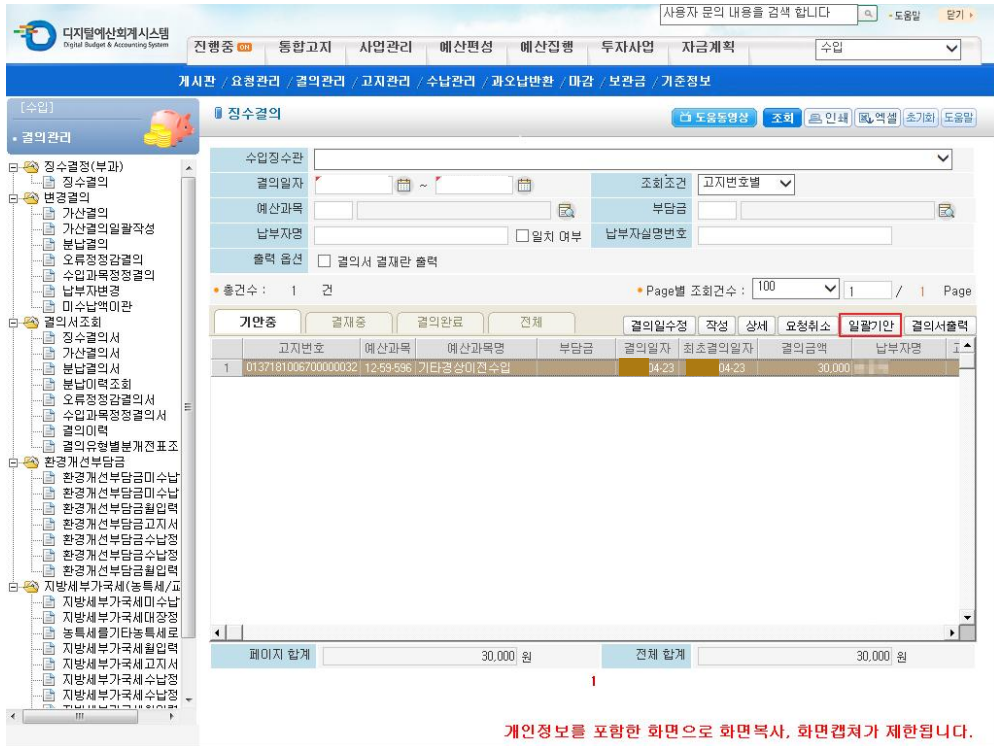 사용자 문의 내용을 검색 합니다 - 도움말 닫기
디지털예산회계시스템
Digital Budget & Accounting System
진행중 ON 통합고지 사업관리 예산편성 예산집행 투자사업 자금계획 수입
게시판 / 요청관리 / 결의관리 / 고지관리 / 수납관리 / 과오납반환 / 마감 / 보관금 / 기준정보
[수입]
• 결의관리
징수결정(부과)
징수결의
변경결의
가산결의
가산결의일괄작성
분납결의
오류정정감결의
수입과목정정결의
납부자변경
미수납액이관
결의서조회
징수결의서
가산결의서
분납결의서
분납이력조회
오류정정감결의서
수입과목정정결의서
결의이력
결의유형별분개전표조
환경개선부담금
환경개선부담금미수납
환경개선부담금미수납
환경개선부담금월입력
환경개선부담금고지서
환경개선부담금수납정
환경개선부담금수납정
환경개선부담금월입력
지방세부가국세(농특세/교
지방세부가국세미수납
지방세부가국세대장정
농특세를기타농특세로
지방세부가국세월입력
지방세부가국세고지서
지방세부가국세수납정
지방세부가국세수납정
징수결의 도움동영상 조회 인쇄 엑셀 초기화 도움말
수입징수관
결의일자 ~ 조회조건 고지번호별
예산과목 부담금
납부자명 일치 여부 납부자실명번호
출력 옵션 결의서 결재란 출력
• 총건수 : 1 건 • Page별 조회건수 : 100 1 / 1 Page
기안중 결재중 결의완료 전체 결의일수정 작성 상세 요청취소 일괄기안 결의서출력
고지번호 예산과목 예산과목명 부담금 결의일자 최초결의일자 결의금액 납부자명
1 0137181006700000032 12-59-596 기타경상이전수입 04-23 04-23 30,000
페이지 합계 30,000 원 전체 합계 30,000 원
1
개인정보를 포함한 화면으로 화면복사, 화면캡쳐가 제한됩니다.